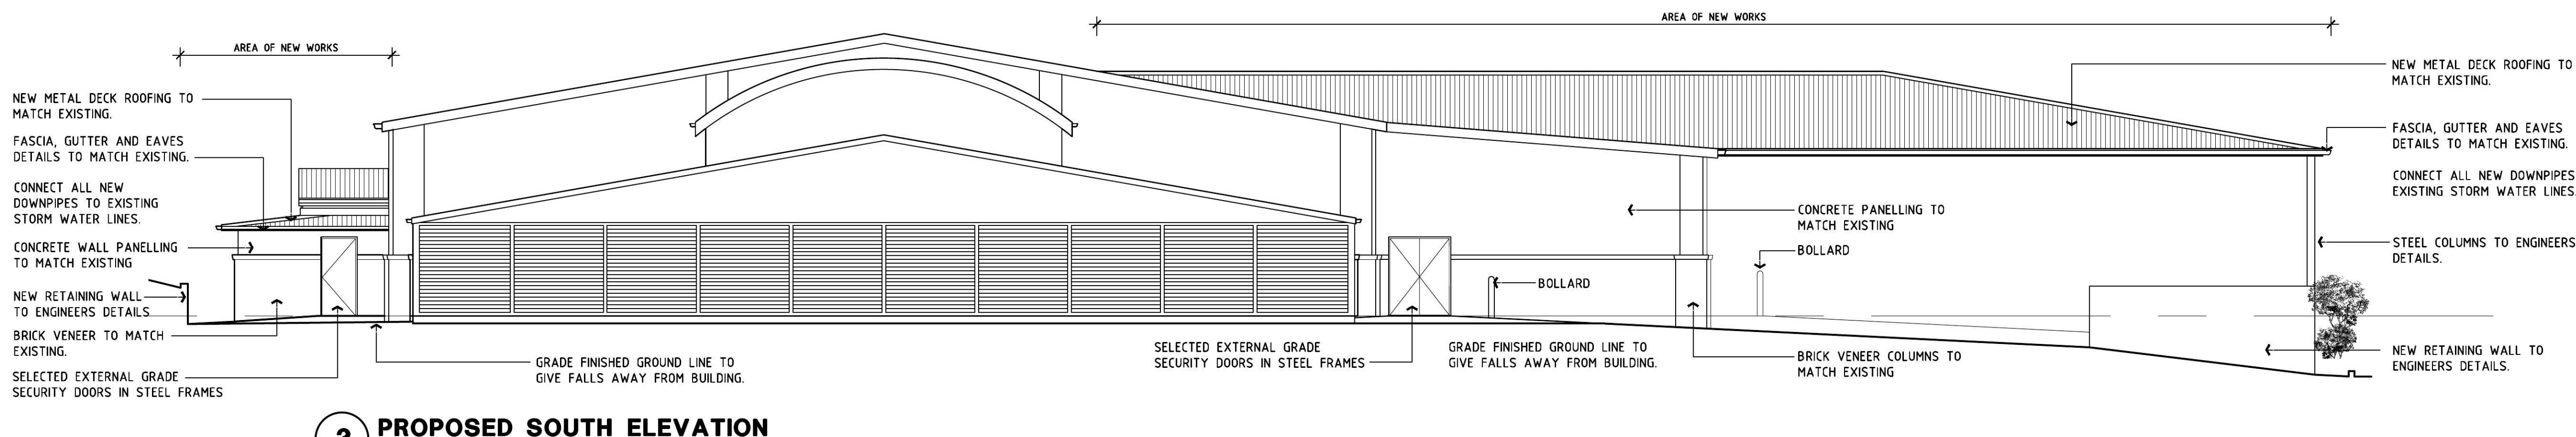 AREA OF NEW WORKS
AREA OF NEW WORKS
NEW METAL DECK ROOFING TO
MATCH EXISTING.
FASCIA, GUTTER AND EAVES
DETAILS TO MATCH EXISTING.
CONNECT ALL NEW
DOWNPIPES TO EXISTING
STORM WATER LINES.
CONCRETE WALL PANELLING
TO MATCH EXISTING
NEW RETAINING WALL
TO ENGINEERS DETAILS
BRICK VENEER TO MATCH
EXISTING.
SELECTED EXTERNAL GRADE
SECURITY DOORS IN STEEL FRAMES
GRADE FINISHED GROUND LINE TO
GIVE FALLS AWAY FROM BUILDING.
SELECTED EXTERNAL GRADE
SECURITY DOORS IN STEEL FRAMES
GRADE FINISHED GROUND LINE TO
GIVE FALLS AWAY FROM BUILDING.
BOLLARD
CONCRETE PANELLING TO
MATCH EXISTING
BOLLARD
BRICK VENEER COLUMNS TO
MATCH EXISTING
NEW METAL DECK ROOFING TO
MATCH EXISTING.
FASCIA, GUTTER AND EAVES
DETAILS TO MATCH EXISTING.
CONNECT ALL NEW DOWNPIPES
EXISTING STORM WATER LINES.
STEEL COLUMNS TO ENGINEERS
DETAILS.
NEW RETAINING WALL TO
ENGINEERS DETAILS.
PROPOSED SOUTH ELEVATION